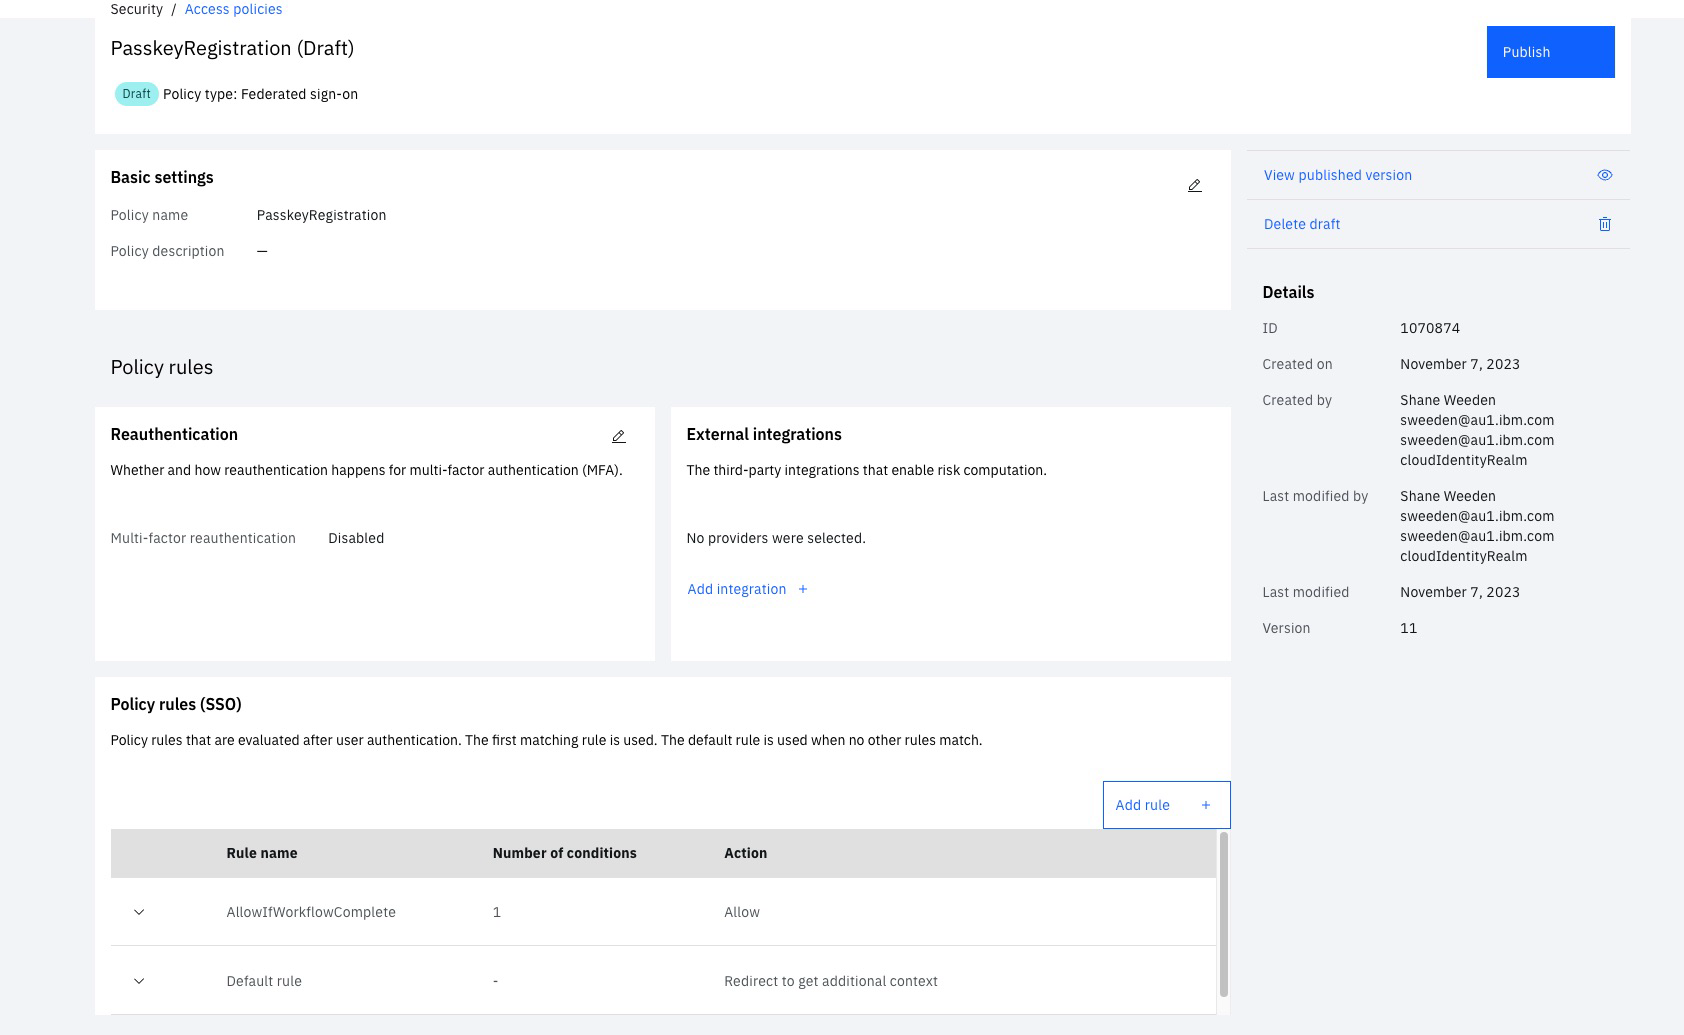 Security / Access policies
PasskeyRegistration (Draft)
Publish
Draft Policy type: Federated sign-on
Basic settings
Policy name PasskeyRegistration
Policy description —
View published version
Delete draft
Details
ID 1070874
Created on November 7, 2023
Created by Shane Weeden
sweeden@au1.ibm.com
sweeden@au1.ibm.com
cloudIdentityRealm
Last modified by Shane Weeden
sweeden@au1.ibm.com
sweeden@au1.ibm.com
cloudIdentityRealm
Last modified November 7, 2023
Version 11
Policy rules
Reauthentication
Whether and how reauthentication happens for multi-factor authentication (MFA).
Multi-factor reauthentication Disabled
External integrations
The third-party integrations that enable risk computation.
No providers were selected.
Add integration +
Policy rules (SSO)
Policy rules that are evaluated after user authentication. The first matching rule is used. The default rule is used when no other rules match.
Add rule +
Rule name Number of conditions Action
AllowIfWorkflowComplete 1 Allow
Default rule - Redirect to get additional context